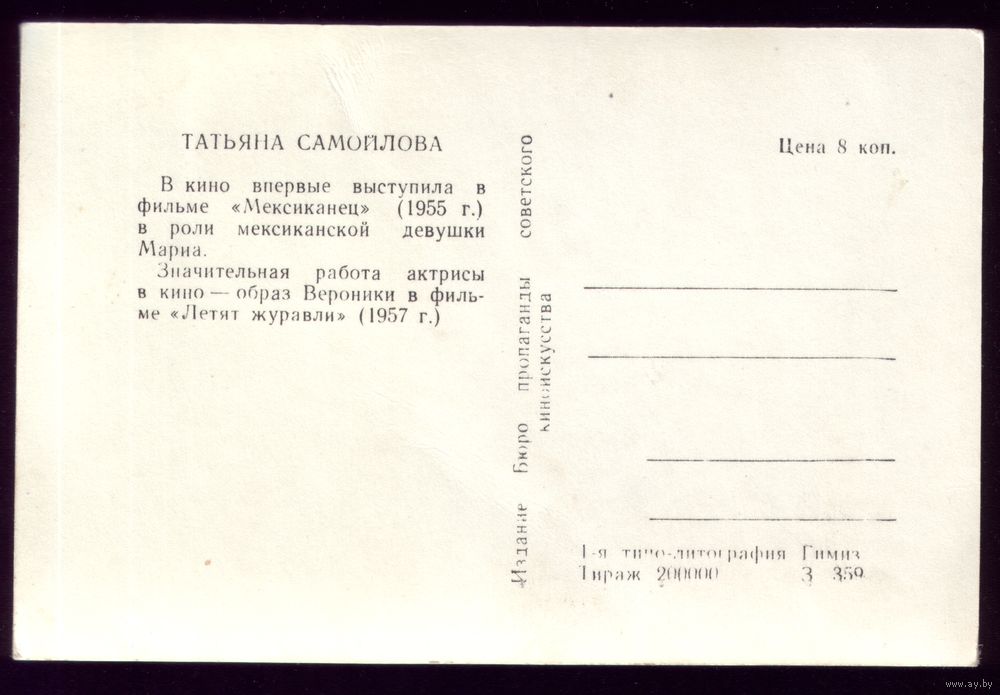 ТАТЬЯНА САМОЙЛОВА
В кино впервые выступила в
фильме «Мексиканец» (1955 г.)
в роли мексиканской девушки
Мариа.
Значительная работа актрисы
в кино — образ Вероники в филь-
ме «Летят журавли» (1957 г.)
Издание Бюро пропаганды советского
киноискусства
Цена 8 коп.
1-я типо-литография Гимиз
Тираж 200000 З 359
www.ay.by